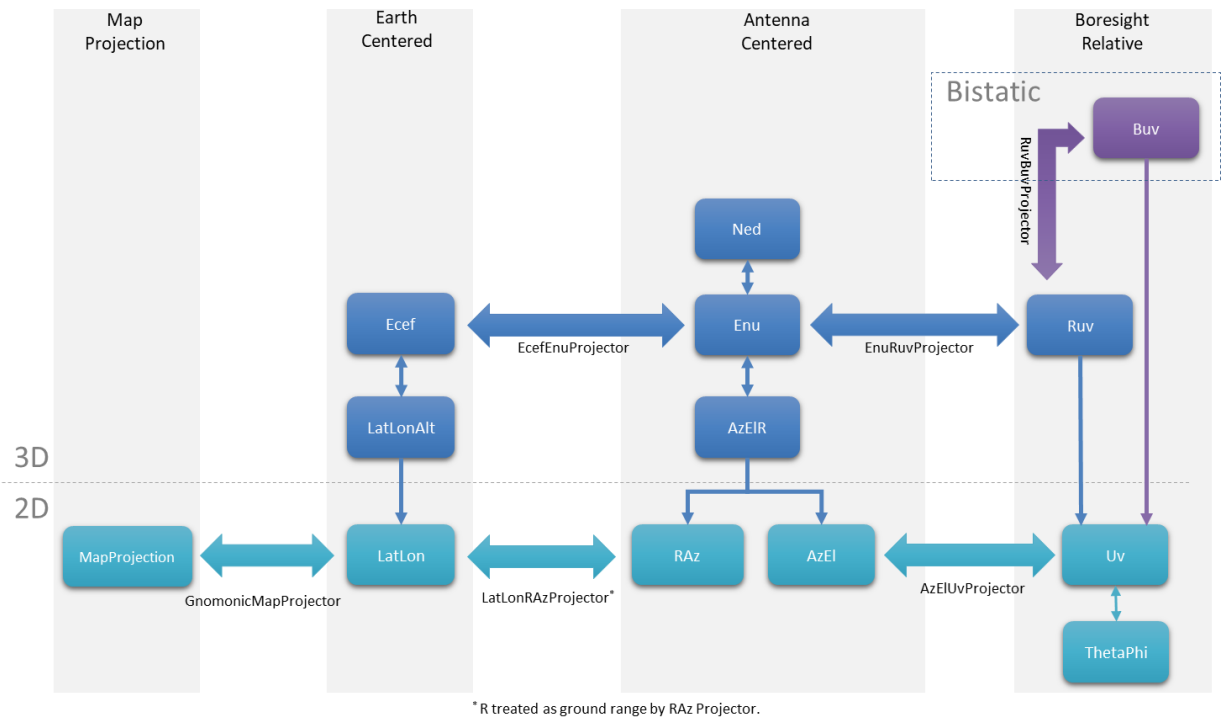 Map
Projection
Earth
Centered
Antenna
Centered
Boresight
Relative
Bistatic
Buv
RuvBuvProjector
Ned
Ecef
EcefEnuProjector
Enu
EnuRuvProjector
Ruv
LatLonAlt
AzElR
3D
2D
MapProjection
GnomonicMapProjector
LatLon
LatLonRAzProjector*
RAz
AzEl
AzElUvProjector
Uv
ThetaPhi
* R treated as ground range by RAz Projector.